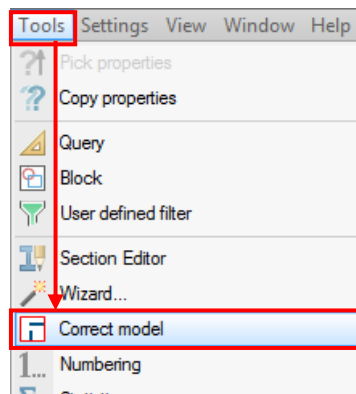 Tools Settings View Window Help
Pick properties
Copy properties
Query
Block
User defined filter
Section Editor
Wizard...
Correct model
1... Numbering